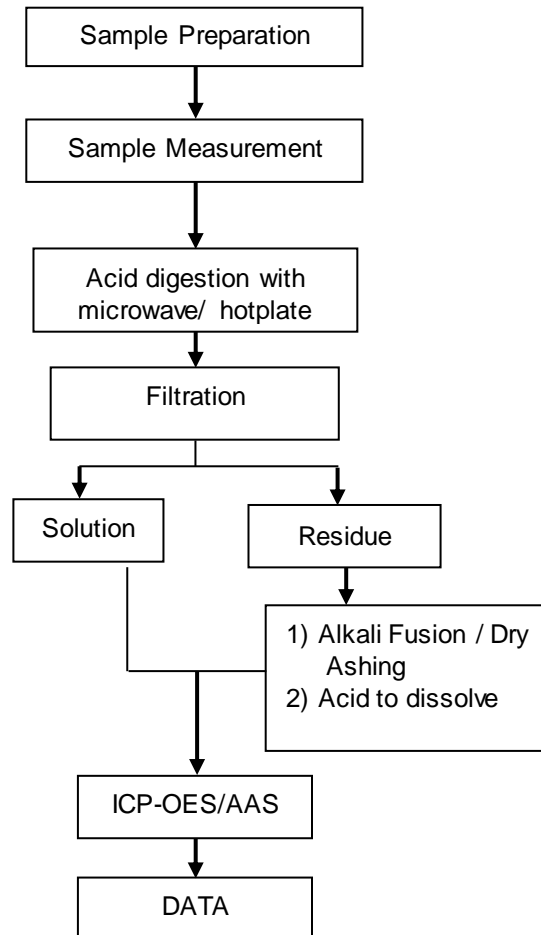 Sample Preparation
Sample Measurement
Acid digestion with
microwave/ hotplate
Filtration
Solution
Residue
1) Alkali Fusion / Dry
Ashing
2) Acid to dissolve
ICP-OES/AAS
DATA